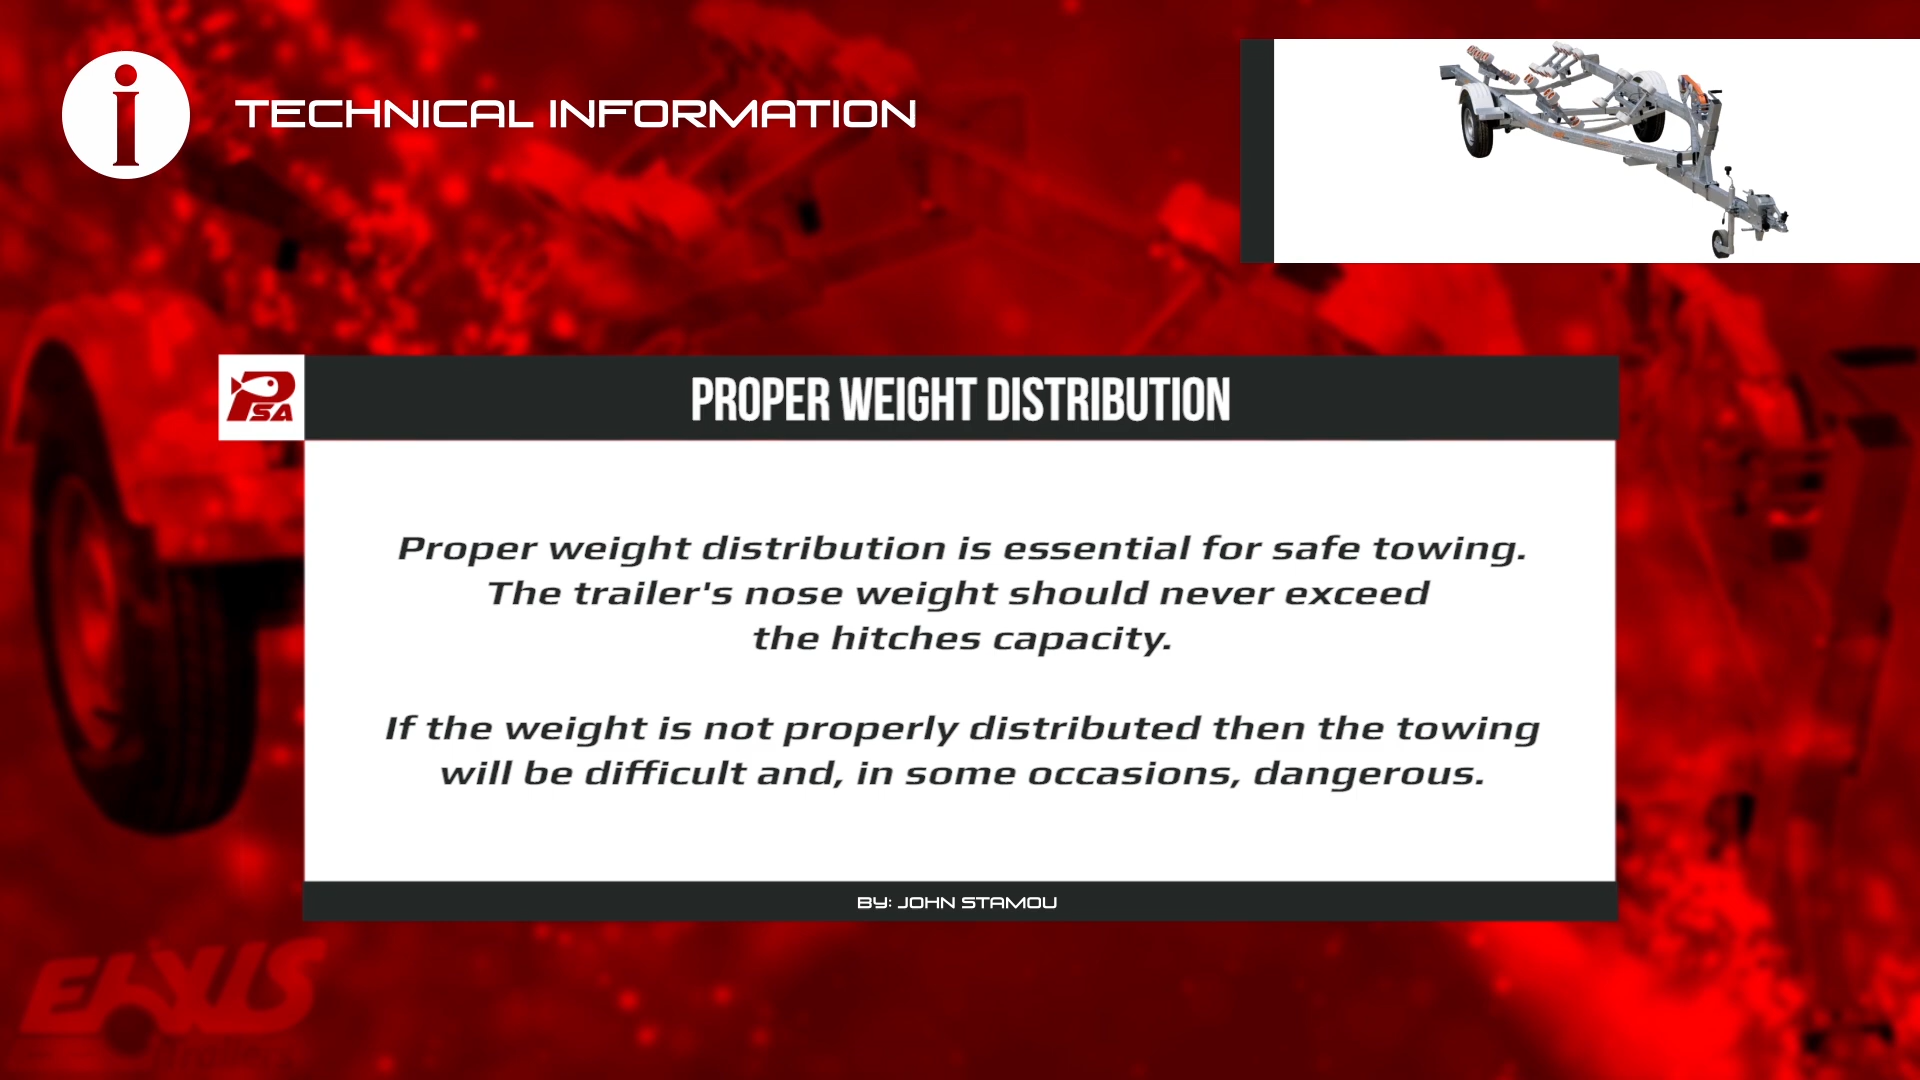 i
TECHNICAL INFORMATION
PSA
PROPER WEIGHT DISTRIBUTION
Proper weight distribution is essential for safe towing.
The trailer's nose weight should never exceed
the hitches capacity.
If the weight is not properly distributed then the towing
will be difficult and, in some occasions, dangerous.
BY: JOHN STAMOU
Trailers